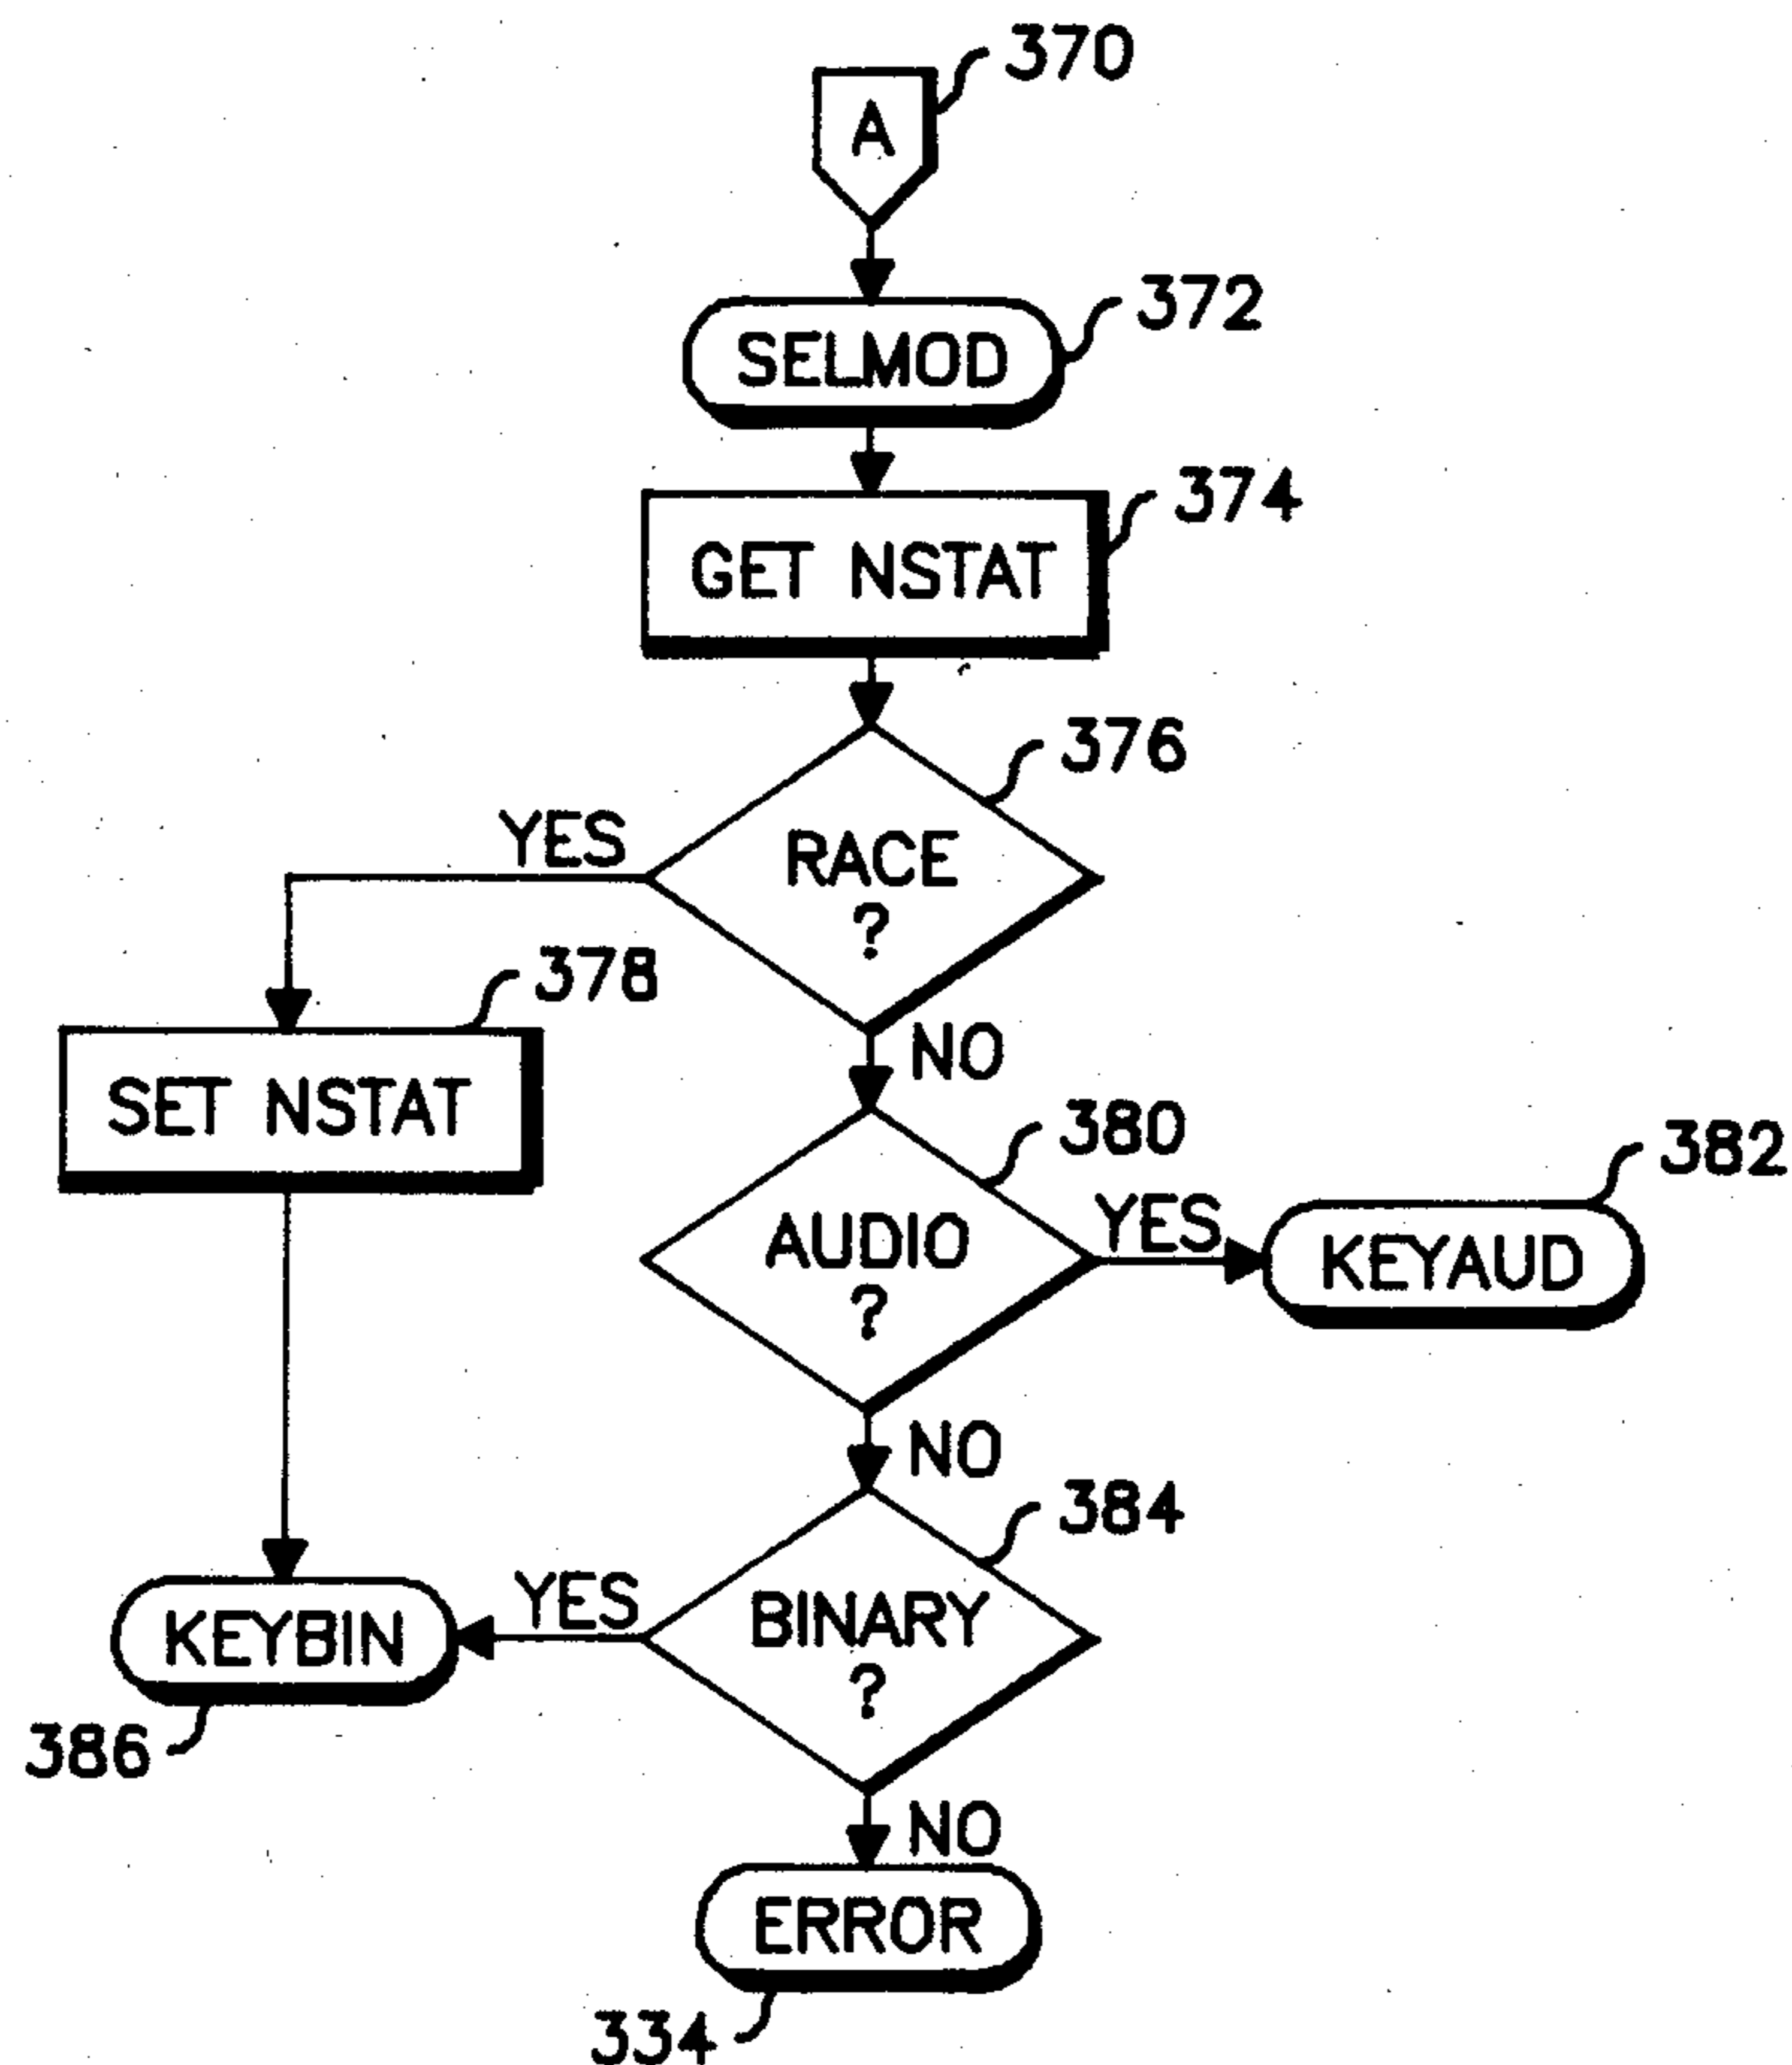 370
A
372
SELMOD
374
GET NSTAT
376
YES
RACE
?
378
NO
SET NSTAT
380
382
YES
AUDIO
?
KEYAUD
NO
384
YES
BINARY
?
KEYBIN
386
NO
ERROR
334